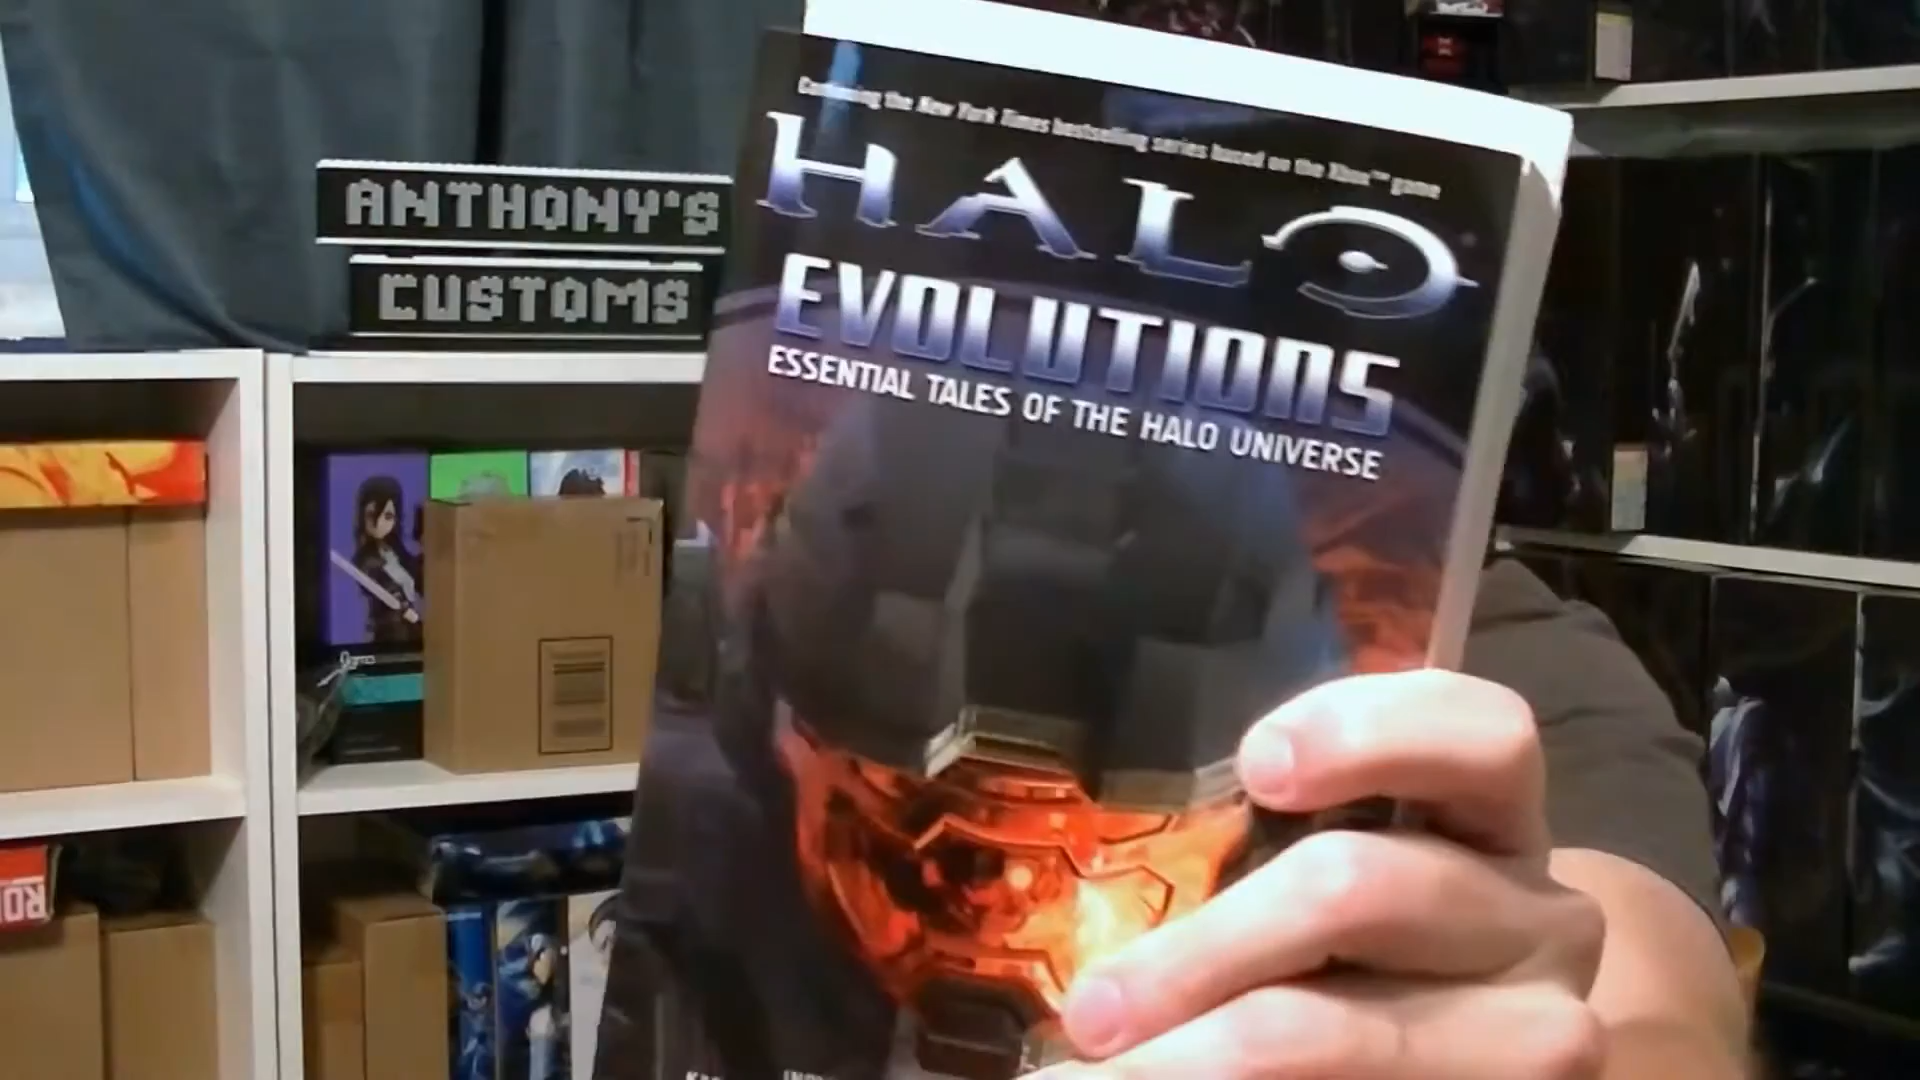 Continuing the New York Times bestselling series based on the Xbox™ game
HALO
EVOLUTIONS
ESSENTIAL TALES OF THE HALO UNIVERSE
ANTHONY'S
CUSTOMS
figma